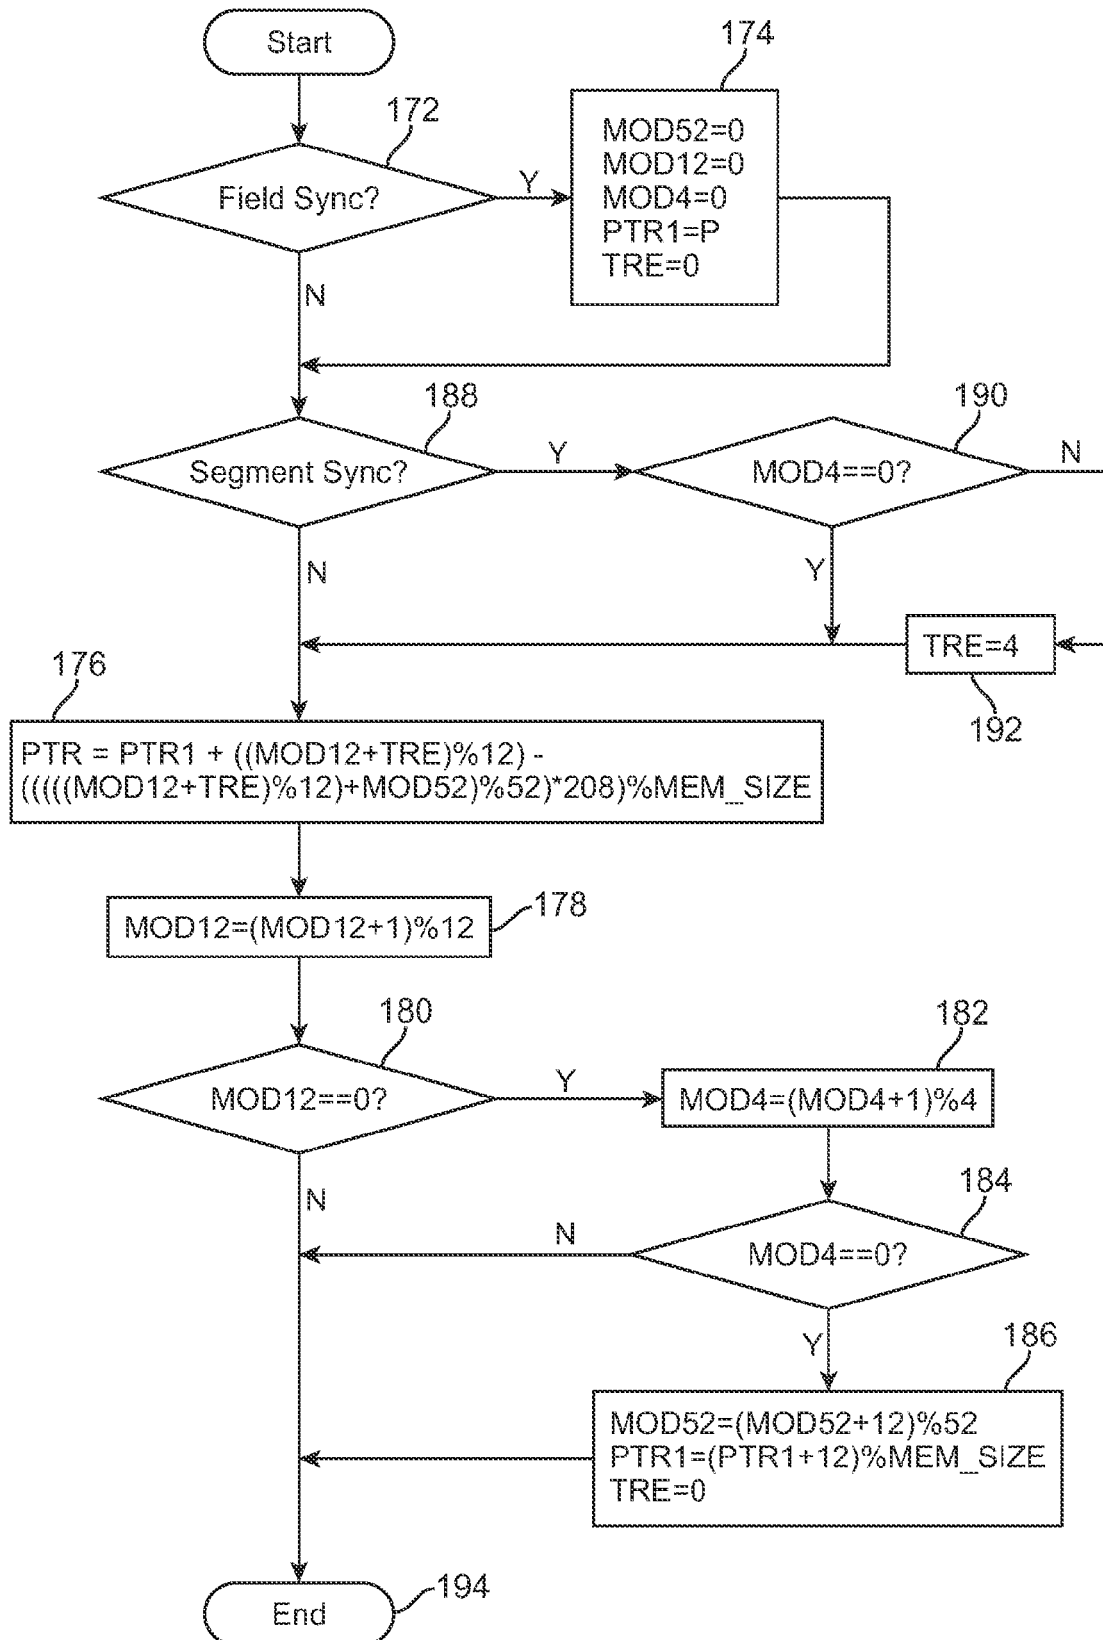 Start
174
172
MOD52=0
MOD12=0
MOD4=0
PTR1=P
TRE=0
Field Sync?
Y
N
188
190
Segment Sync?
Y
MOD4==0?
N
N
Y
TRE=4
192
176
PTR = PTR1 + ((MOD12+TRE)%12) -
(((((MOD12+TRE)%12)+MOD52)%52)*208)%MEM_SIZE
MOD12=(MOD12+1)%12
178
180
182
MOD12==0?
Y
MOD4=(MOD4+1)%4
N
184
N
MOD4==0?
Y
186
MOD52=(MOD52+12)%52
PTR1=(PTR1+12)%MEM_SIZE
TRE=0
End
194